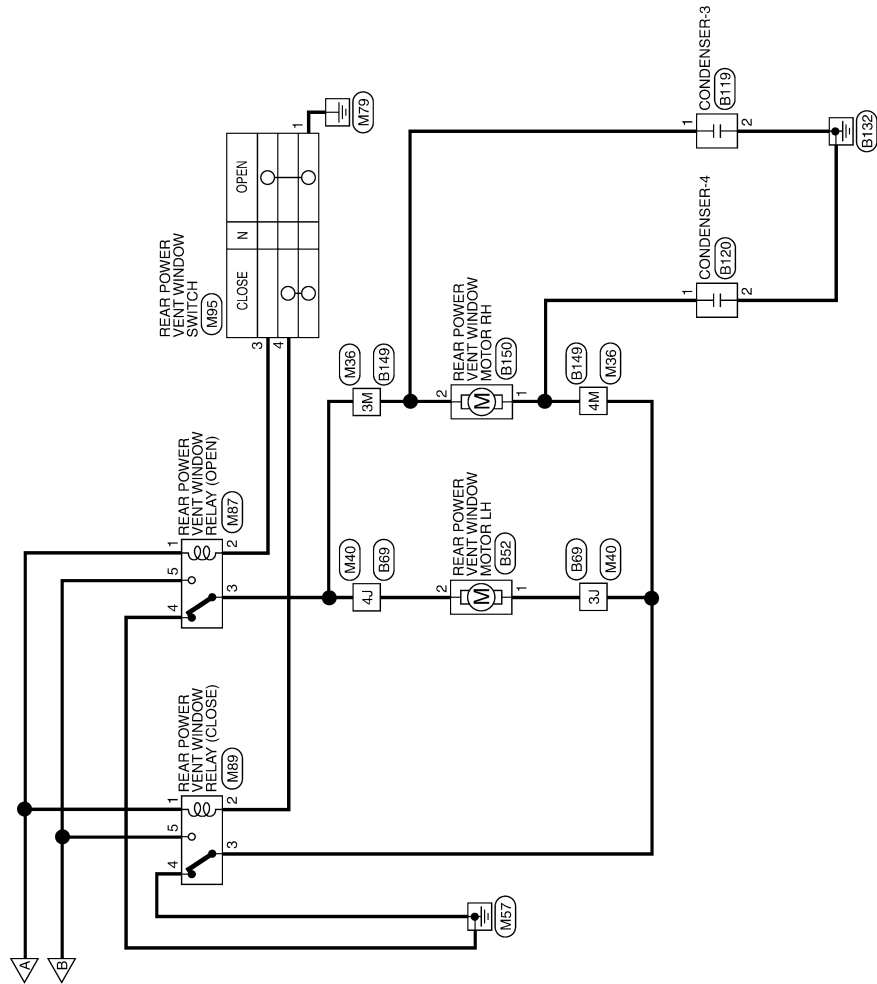 A
B
REAR POWER
VENT WINDOW
RELAY (CLOSE)
M89
1
5
4
2
3
REAR POWER
VENT WINDOW
RELAY (OPEN)
M87
1
5
4
2
3
REAR POWER
VENT WINDOW
SWITCH
M95
CLOSE
N
OPEN
3
4
1
M79
M57
M40
4J
B69
REAR POWER
VENT WINDOW
MOTOR LH
B52
2
M
1
B69
3J
M40
M36
3M
B149
REAR POWER
VENT WINDOW
MOTOR RH
B150
2
M
1
B149
4M
M36
CONDENSER-4
B120
1
2
CONDENSER-3
B119
1
2
B132